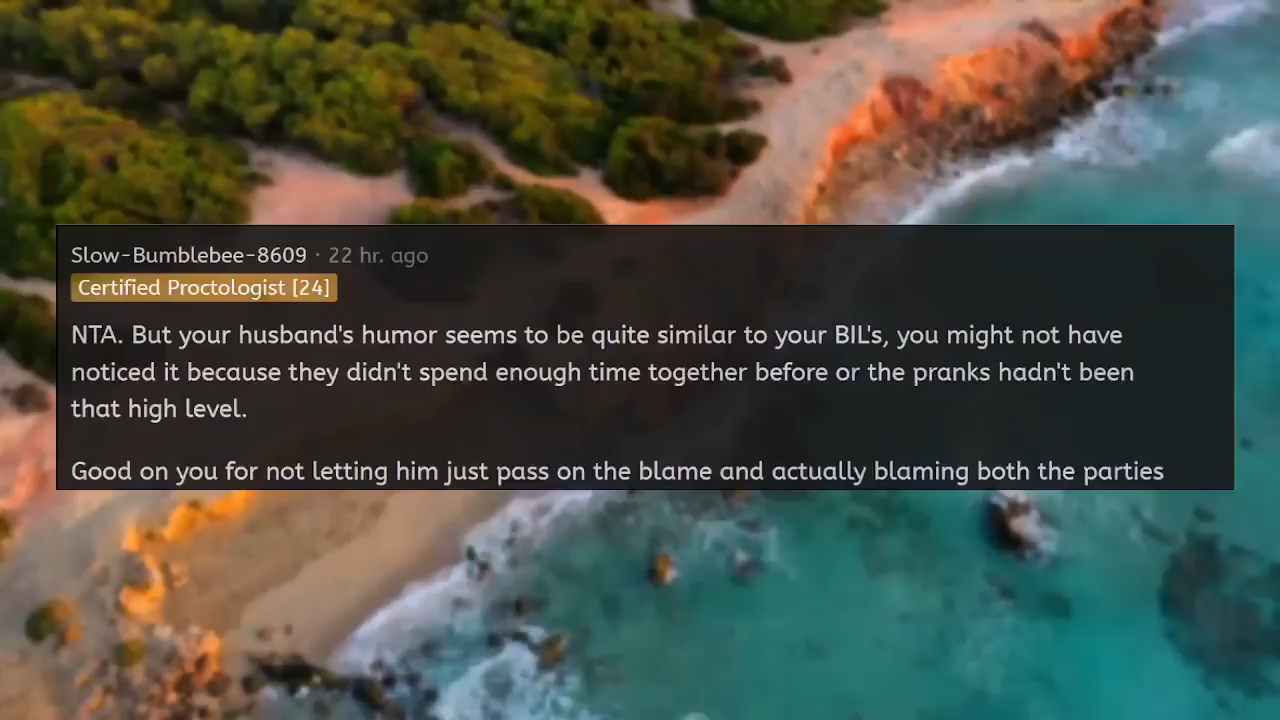 Slow-Bumblebee-8609 · 22 hr. ago
Certified Proctologist [24]
NTA. But your husband's humor seems to be quite similar to your BIL's, you might not have
noticed it because they didn't spend enough time together before or the pranks hadn't been
that high level.
Good on you for not letting him just pass on the blame and actually blaming both the parties